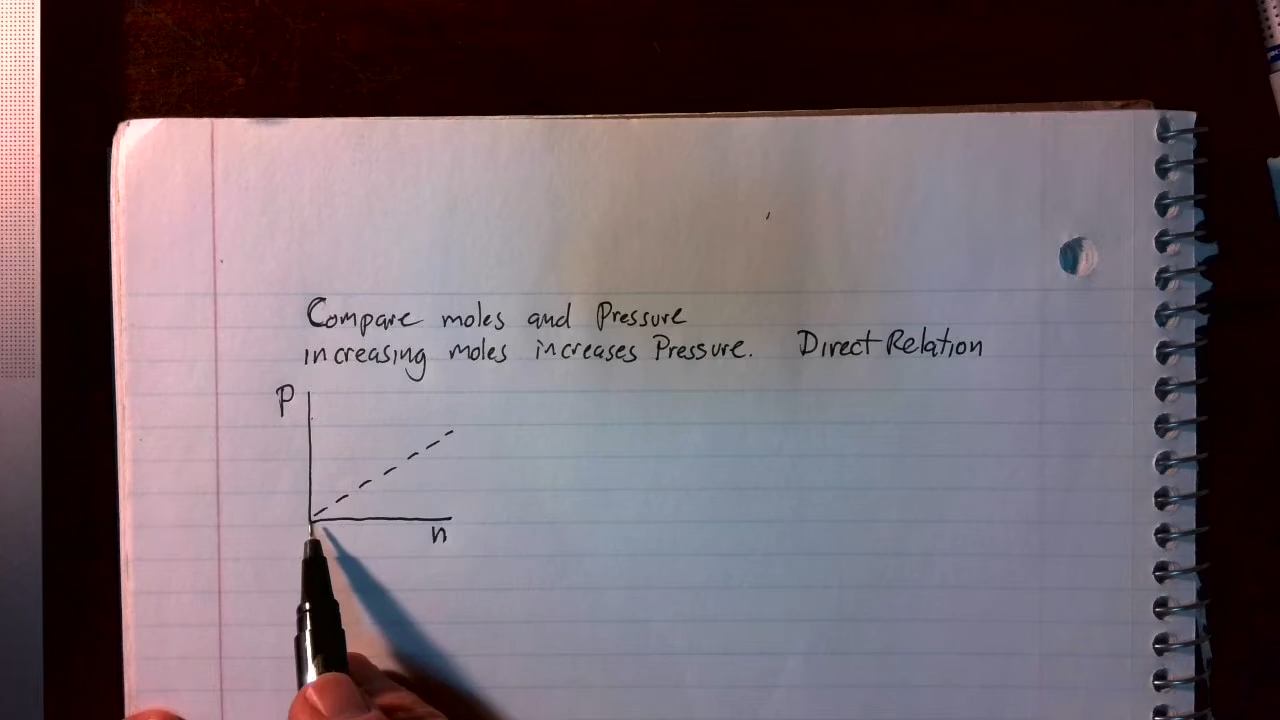 Compare moles and Pressure
increasing moles increases Pressure. Direct Relation
P
n